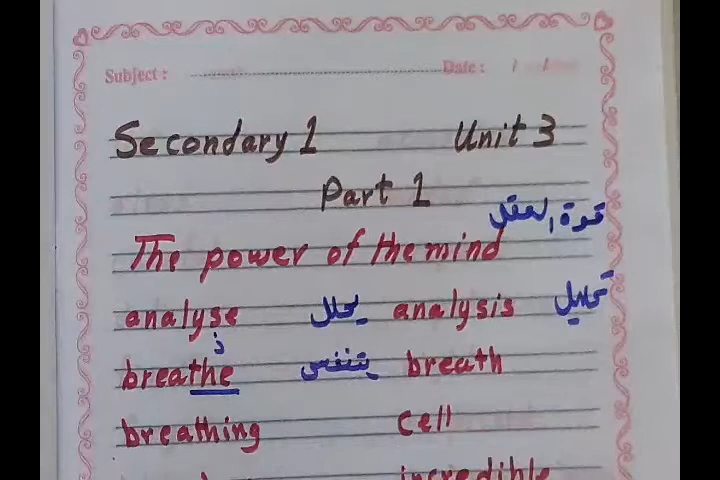 Subject : Date : / /
Secondary 1 Unit 3
Part 1
The power of the mind قوة العقل
analyse يحلل analysis تحليل
ذ
breathe يتنفس breath
breathing cell
incredible